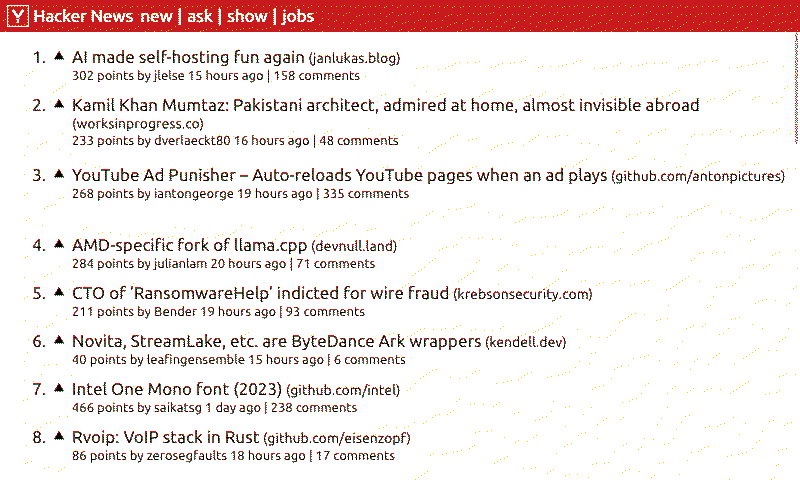 Y Hacker News new | ask | show | jobs
1. ▲ AI made self-hosting fun again (janlukas.blog)
302 points by jlelse 15 hours ago | 158 comments
2. ▲ Kamil Khan Mumtaz: Pakistani architect, admired at home, almost invisible abroad
(worksinprogress.co)
233 points by dverlaeckt80 16 hours ago | 48 comments
3. ▲ YouTube Ad Punisher – Auto-reloads YouTube pages when an ad plays (github.com/antonpictures)
268 points by iantongeorge 19 hours ago | 335 comments
4. ▲ AMD-specific fork of llama.cpp (devnull.land)
284 points by julianlam 20 hours ago | 71 comments
5. ▲ CTO of ‘RansomwareHelp’ indicted for wire fraud (krebsonsecurity.com)
211 points by Bender 19 hours ago | 93 comments
6. ▲ Novita, StreamLake, etc. are ByteDance Ark wrappers (kendell.dev)
40 points by leafingensemble 15 hours ago | 6 comments
7. ▲ Intel One Mono font (2023) (github.com/intel)
466 points by saikatsg 1 day ago | 238 comments
8. ▲ Rvoip: VoIP stack in Rust (github.com/eisenzopf)
86 points by zerosegfaults 18 hours ago | 17 comments